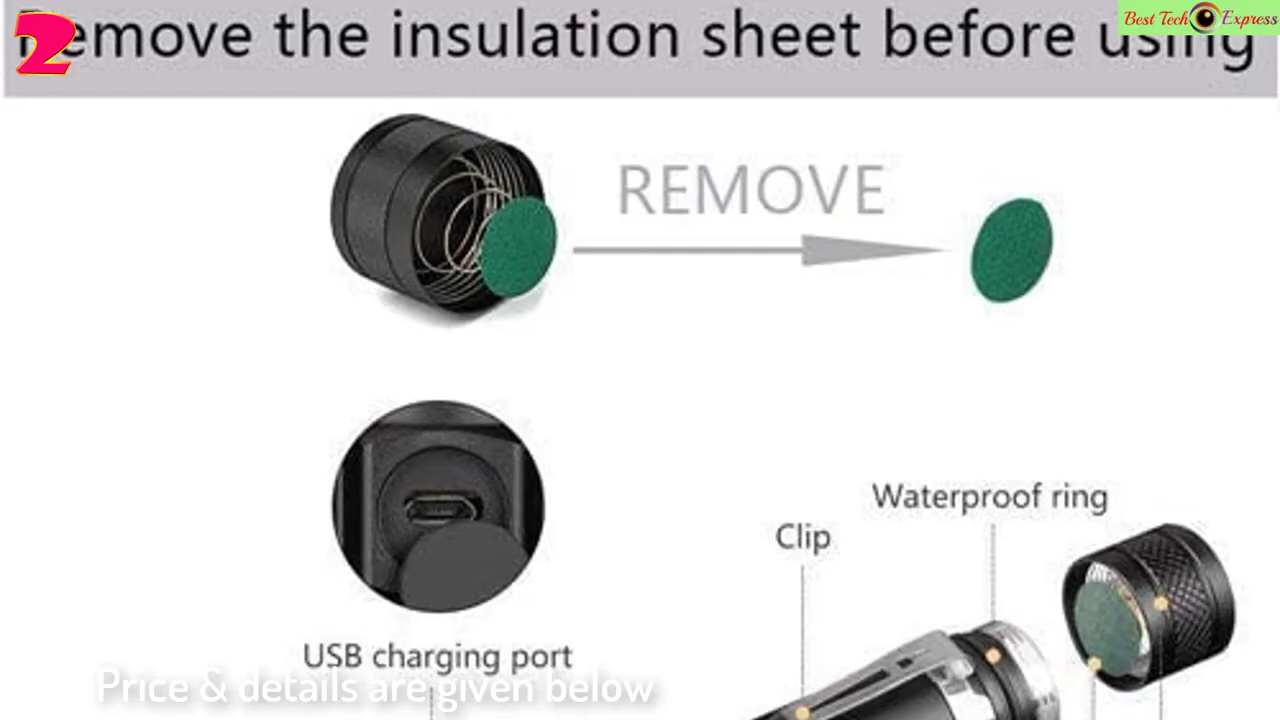 Remove the insulation sheet before using
2
Best Tech Express
REMOVE
Waterproof ring
Clip
USB charging port
Price & details are given below